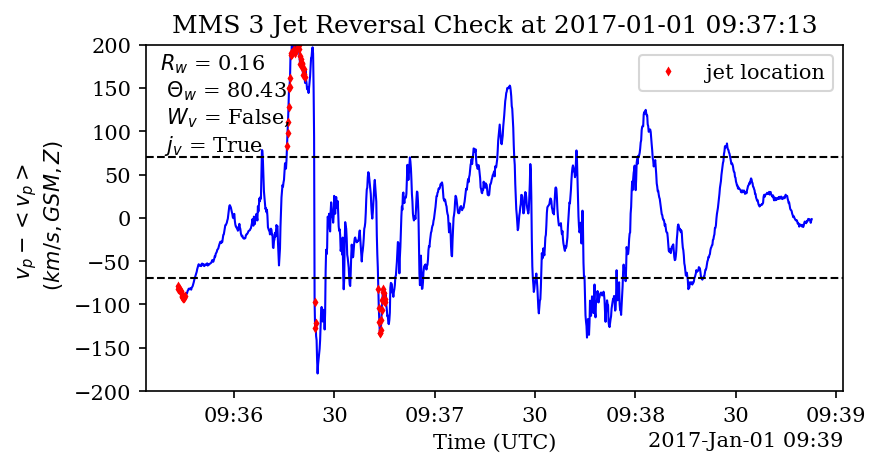 MMS 3 Jet Reversal Check at 2017-01-01 09:37:13
v_p − < v_p >
(km/s, GSM, Z)
200
150
100
50
0
−50
−100
−150
−200
R_w = 0.16
Θ_w = 80.43
W_v = False,
j_v = True
jet location
09:36
30
09:37
30
09:38
30
09:39
Time (UTC)
2017-Jan-01 09:39